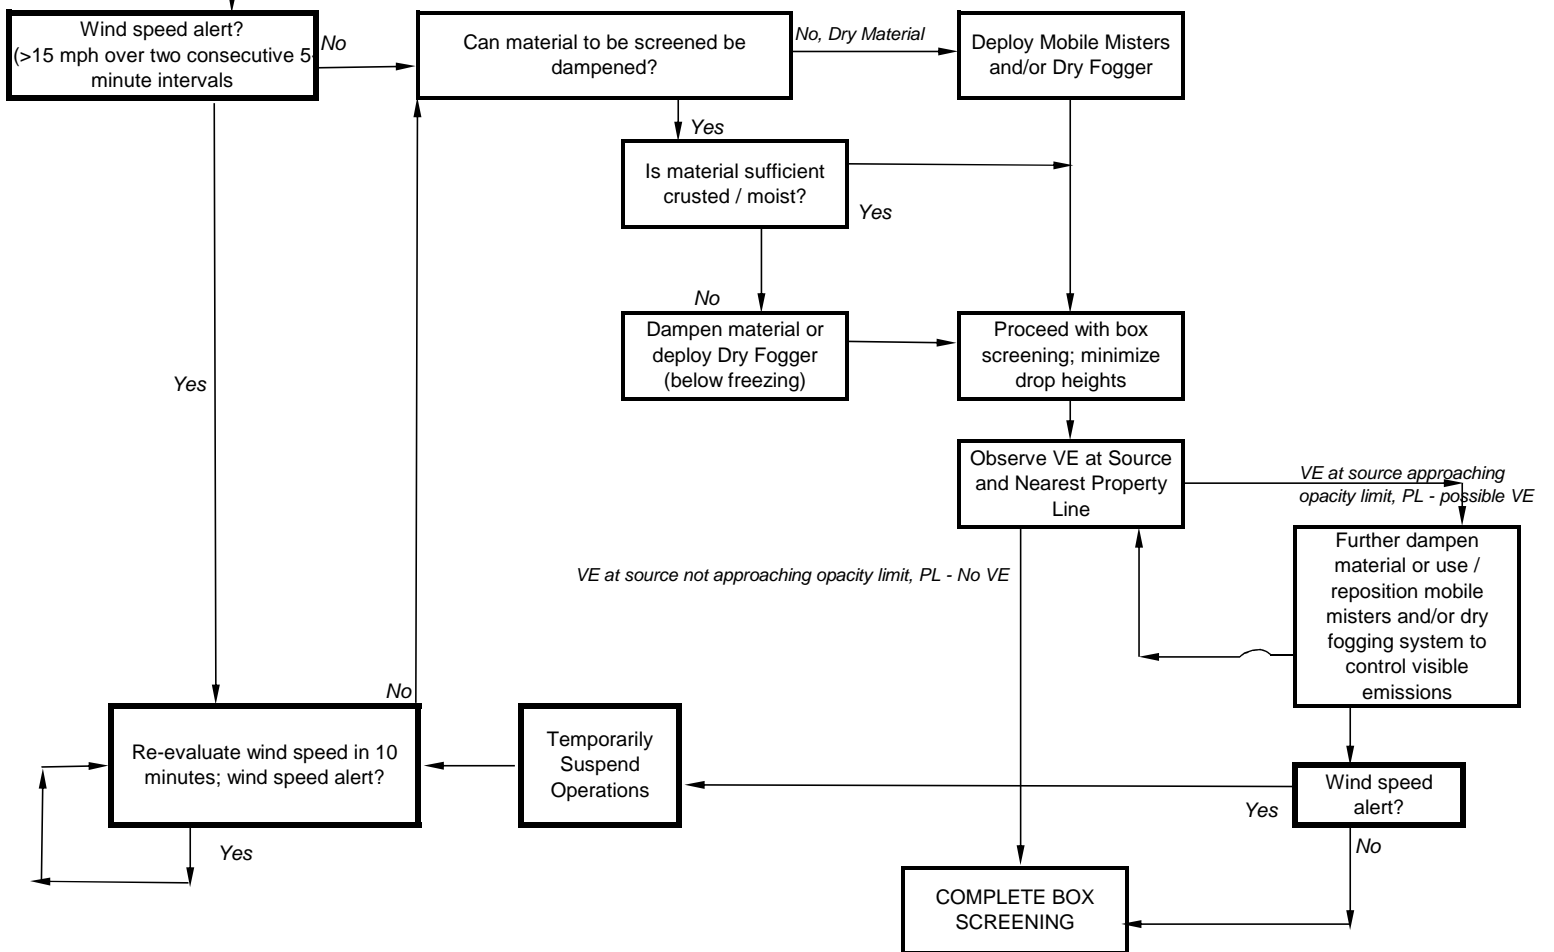 Wind speed alert?
(>15 mph over two consecutive 5-
minute intervals
No
Can material to be screened be
dampened?
No, Dry Material
Deploy Mobile Misters
and/or Dry Fogger
Yes
Is material sufficient
crusted / moist?
Yes
No
Dampen material or
deploy Dry Fogger
(below freezing)
Proceed with box
screening; minimize
drop heights
Yes
Observe VE at Source
and Nearest Property
Line
VE at source approaching
opacity limit, PL - possible VE
VE at source not approaching opacity limit, PL - No VE
Further dampen
material or use /
reposition mobile
misters and/or dry
fogging system to
control visible
emissions
No
Re-evaluate wind speed in 10
minutes; wind speed alert?
Yes
Temporarily
Suspend
Operations
Wind speed
alert?
Yes
No
COMPLETE BOX
SCREENING